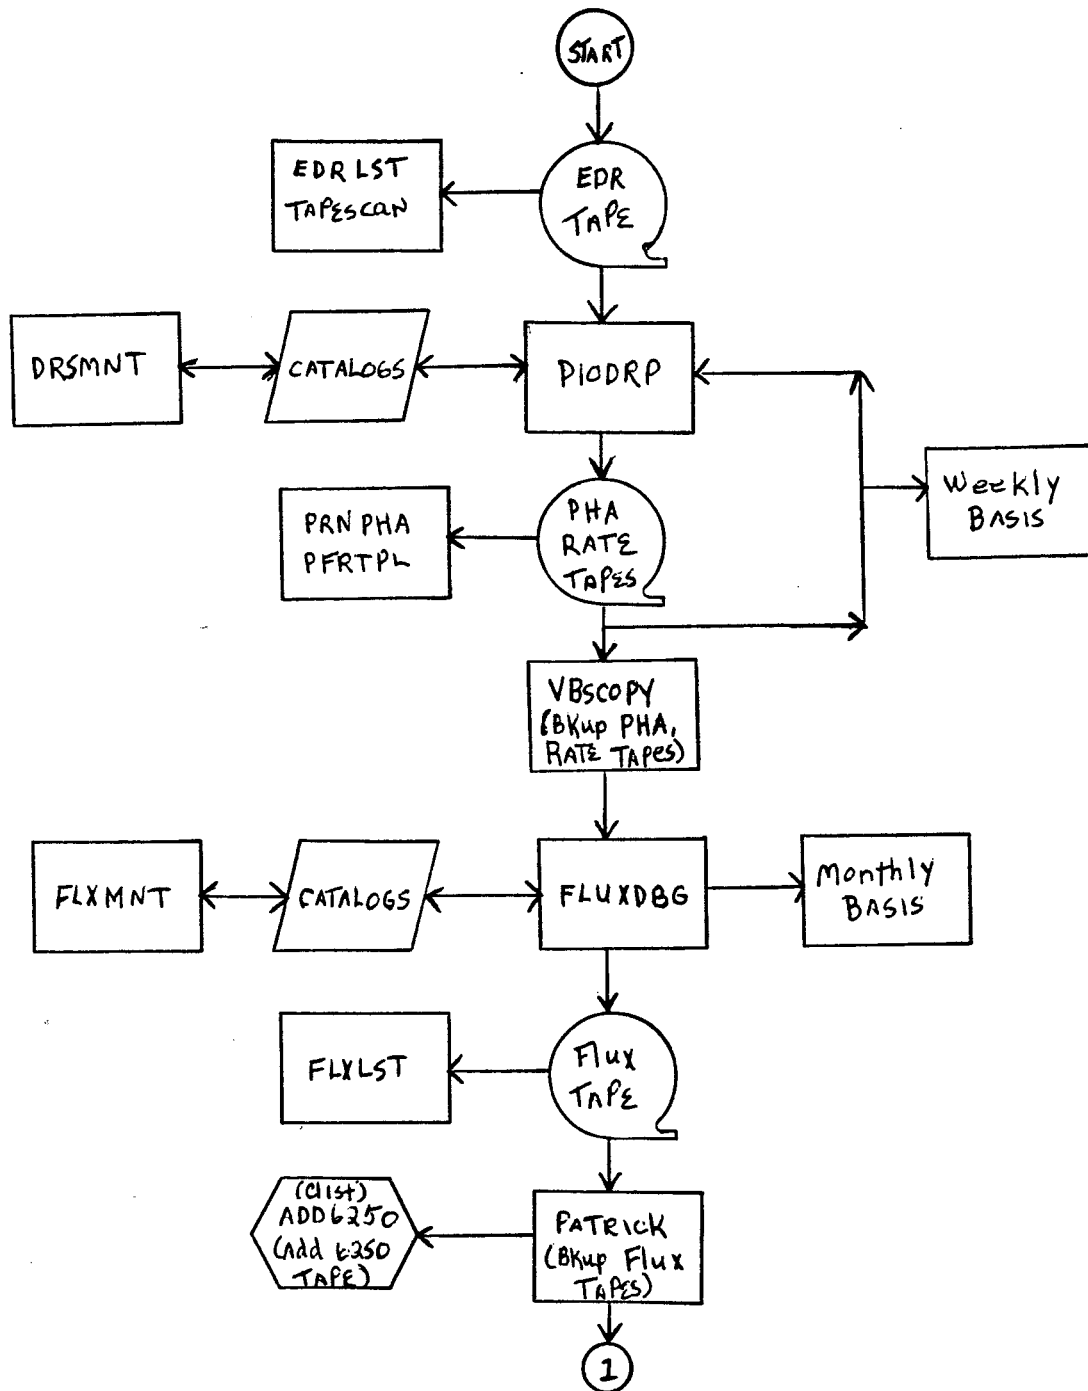 START
EDR LST
TAPESCAN
EDR
TAPE
DRSMNT
CATALOGS
PIODRP
PRNPHA
PFRTPL
PHA
RATE
TAPES
Weekly
BASIS
VBSCOPY
(BKup PHA,
RATE TAPES)
FLXMNT
CATALOGS
FLUXDBG
Monthly
BASIS
FLXLST
Flux
TAPE
(Clist)
ADD6250
(Add 6250
TAPE)
PATRICK
(BKup Flux
TAPES)
1